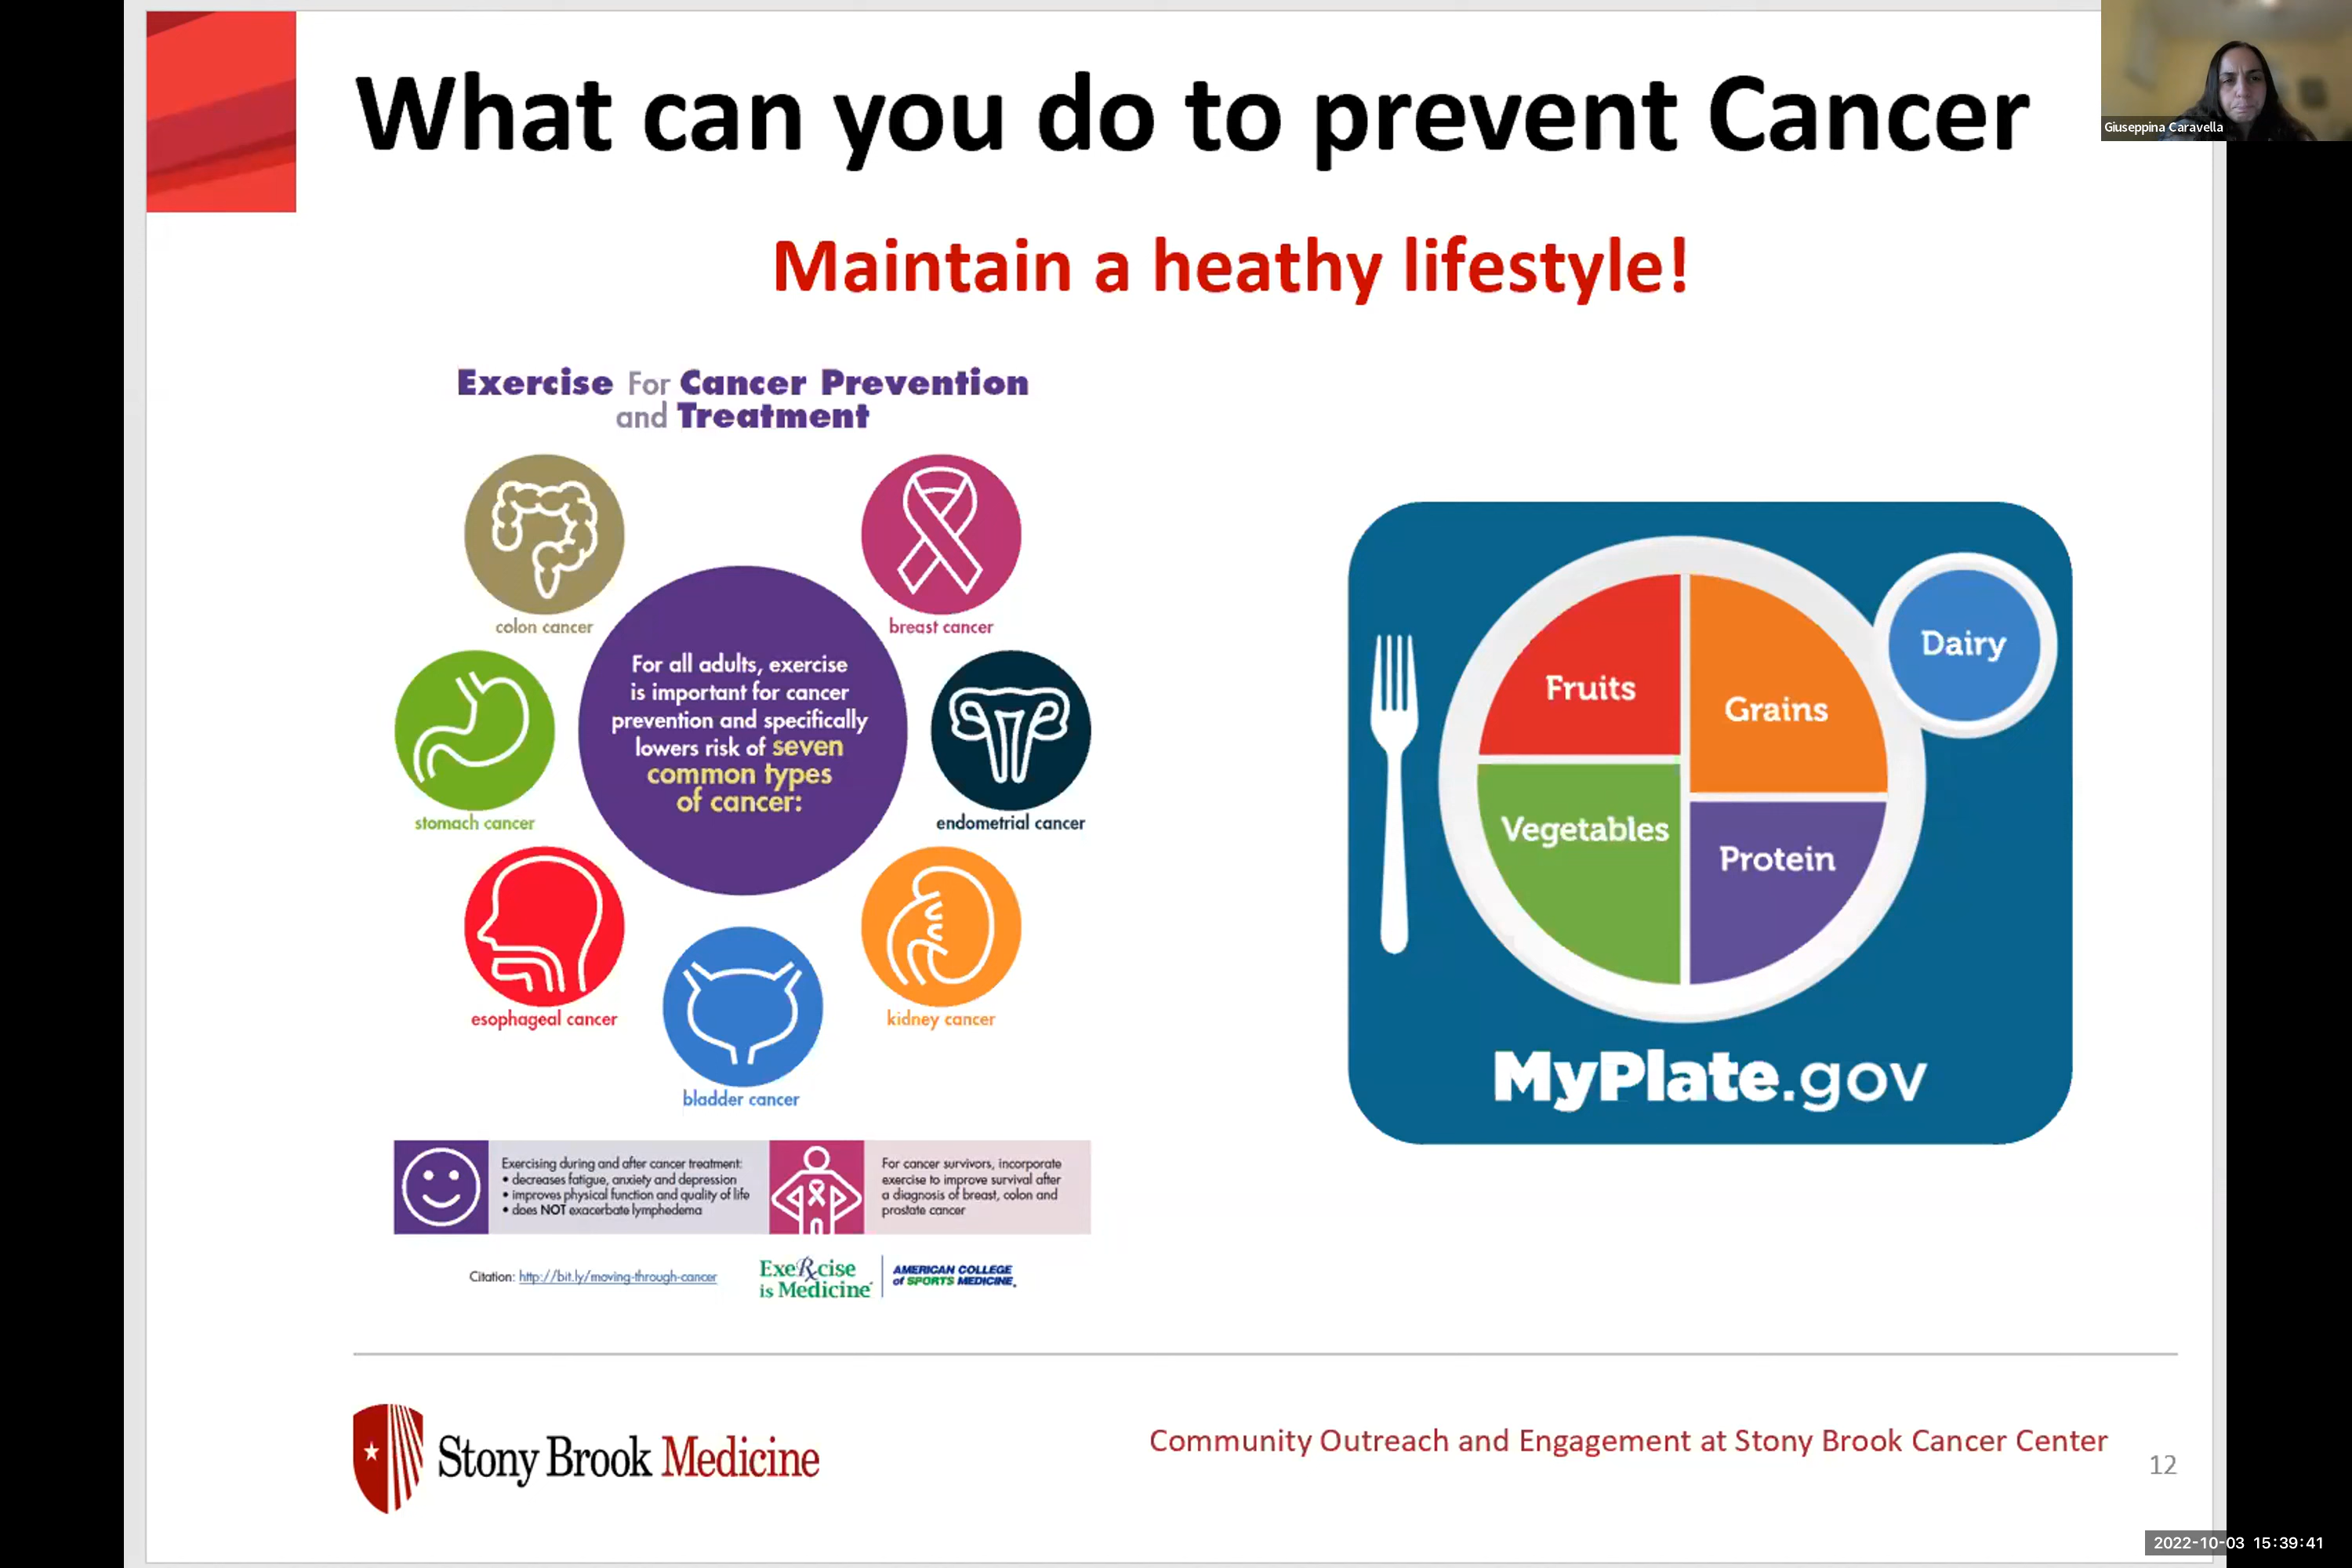 What can you do to prevent Cancer
Giuseppina Caravella
Maintain a heathy lifestyle!
Exercise For Cancer Prevention
and Treatment
colon cancer
breast cancer
For all adults, exercise
is important for cancer
prevention and specifically
lowers risk of seven
common types
of cancer:
stomach cancer
endometrial cancer
esophageal cancer
kidney cancer
bladder cancer
Exercising during and after cancer treatment:
• decreases fatigue, anxiety and depression
• improves physical function and quality of life
• does NOT exacerbate lymphedema
For cancer survivors, incorporate
exercise to improve survival after
a diagnosis of breast, colon and
prostate cancer
Citation: http://bit.ly/moving-through-cancer
ExeRxcise
is Medicine®
AMERICAN COLLEGE
of SPORTS MEDICINE®
Fruits
Grains
Dairy
Vegetables
Protein
MyPlate.gov
Stony Brook Medicine
Community Outreach and Engagement at Stony Brook Cancer Center
12
2022-10-03 15:39:41